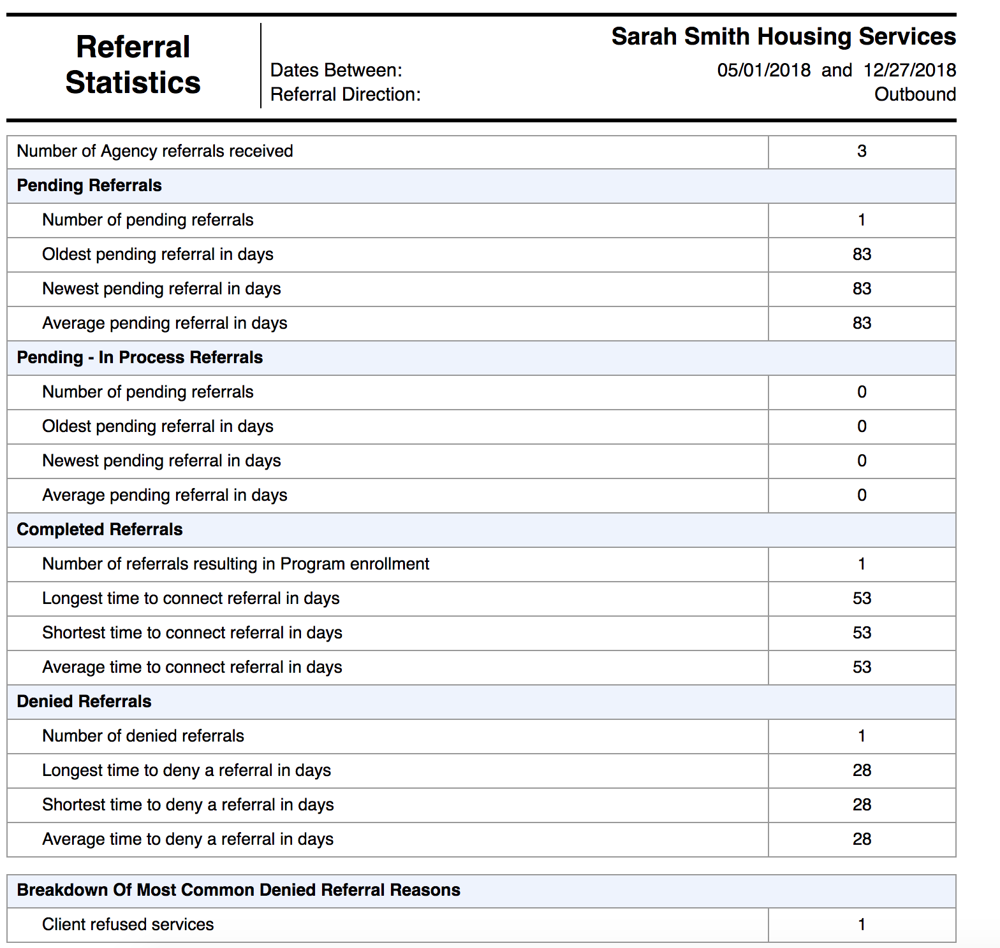 Referral
Statistics
Sarah Smith Housing Services
Dates Between: 05/01/2018 and 12/27/2018
Referral Direction: Outbound
Number of Agency referrals received 3
Pending Referrals
Number of pending referrals 1
Oldest pending referral in days 83
Newest pending referral in days 83
Average pending referral in days 83
Pending - In Process Referrals
Number of pending referrals 0
Oldest pending referral in days 0
Newest pending referral in days 0
Average pending referral in days 0
Completed Referrals
Number of referrals resulting in Program enrollment 1
Longest time to connect referral in days 53
Shortest time to connect referral in days 53
Average time to connect referral in days 53
Denied Referrals
Number of denied referrals 1
Longest time to deny a referral in days 28
Shortest time to deny a referral in days 28
Average time to deny a referral in days 28
Breakdown Of Most Common Denied Referral Reasons
Client refused services 1